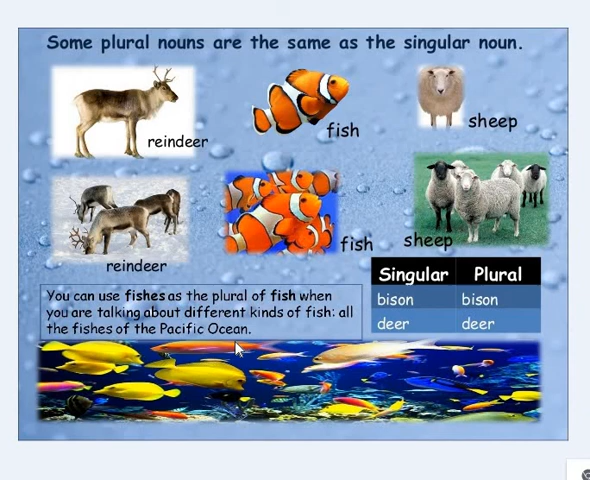 Some plural nouns are the same as the singular noun.
reindeer
fish
sheep
reindeer
fish
sheep
You can use fishes as the plural of fish when
you are talking about different kinds of fish: all
the fishes of the Pacific Ocean.
Singular Plural
bison bison
deer deer